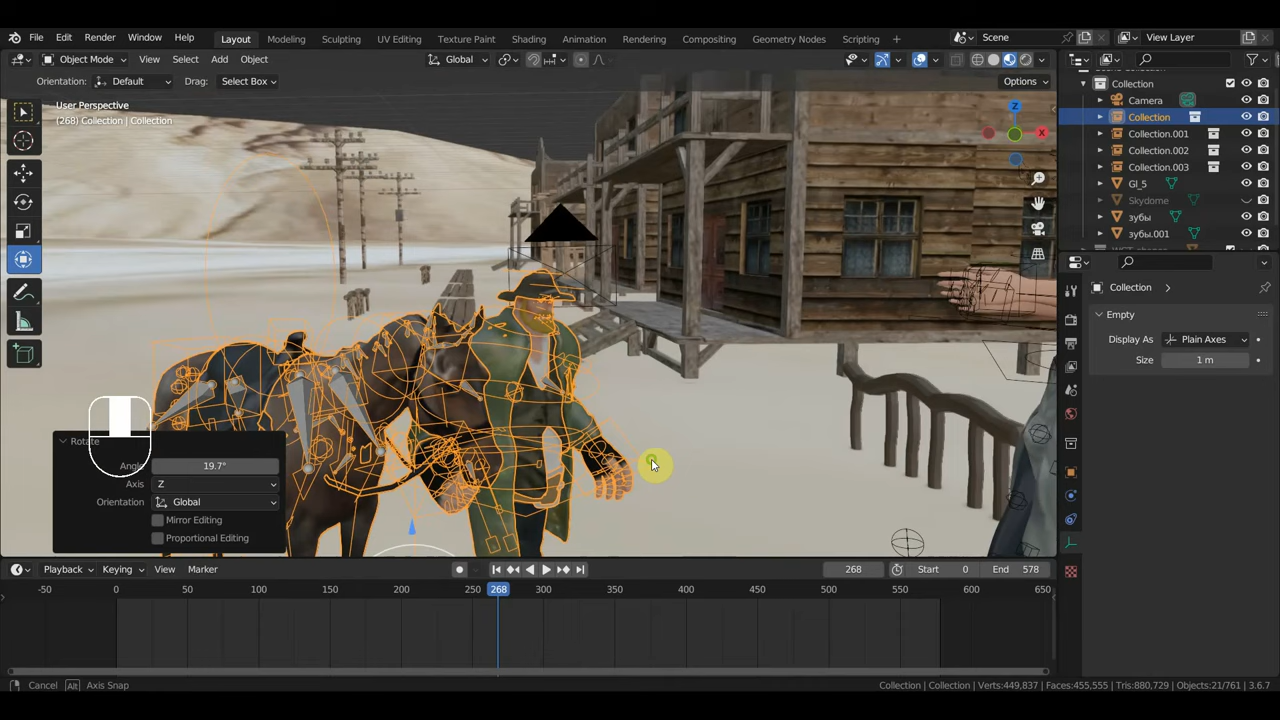 File Edit Render Window Help
Layout Modeling Sculpting UV Editing Texture Paint Shading Animation Rendering Compositing Geometry Nodes Scripting +
Scene
View Layer
Object Mode View Select Add Object
Global
Options
Orientation: Default Drag: Select Box
User Perspective
(268) Collection | Collection
Z
X
Collection
Camera
Collection
Collection.001
Collection.002
Collection.003
Gl_5
Skydome
зубы
зубы.001
Collection
Empty
Display As Plain Axes
Size 1 m
Rotate
Angle 19.7°
Axis Z
Orientation Global
Mirror Editing
Proportional Editing
Playback Keying View Marker
268 Start 0 End 578
-50 0 50 100 150 200 250 268 300 350 400 450 500 550 600 650
Cancel Alt Axis Snap
Collection | Collection Verts:449,837 Faces:455,555 Tris:880,729 Objects:21/761 3.6.7